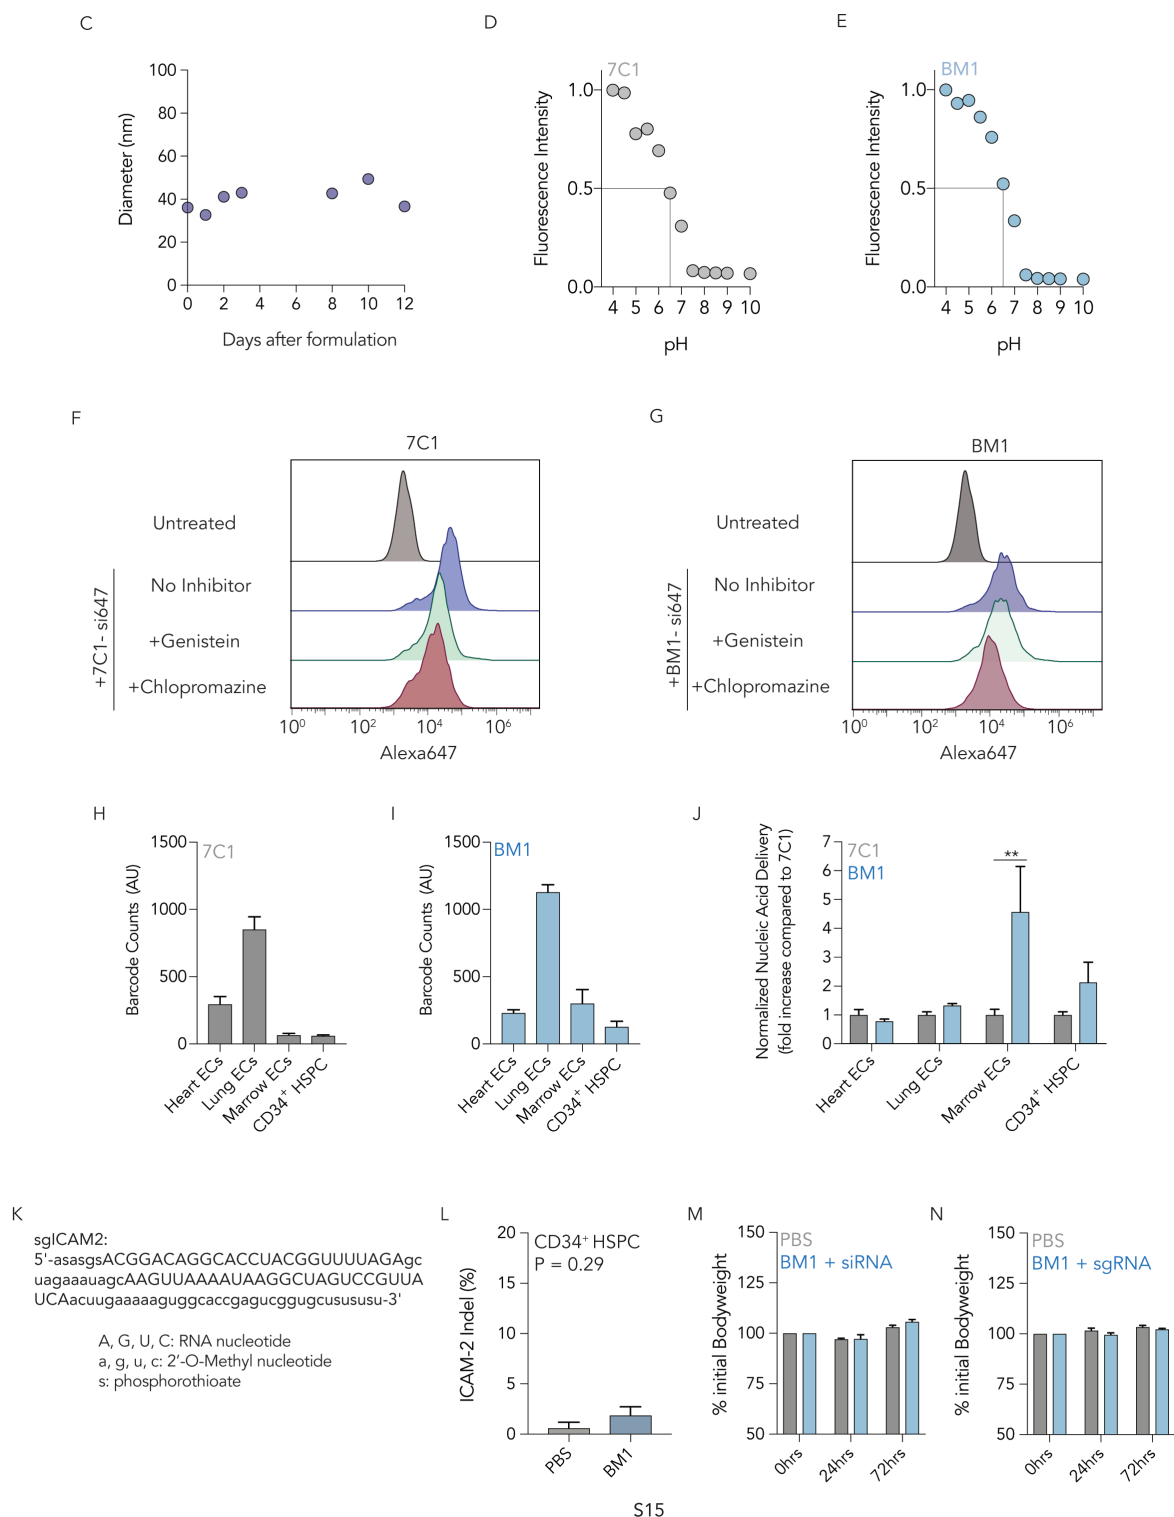 C
100
80
60
40
20
0
Diameter (nm)
0 2 4 6 8 10 12
Days after formulation
D
7C1
1.0
0.5
0.0
Fluorescence Intensity
4 5 6 7 8 9 10
pH
E
BM1
1.0
0.5
0.0
Fluorescence Intensity
4 5 6 7 8 9 10
pH
F
7C1
Untreated
No Inhibitor
+Genistein
+Chlopromazine
+7C1- si647
10⁰ 10² 10⁴ 10⁶
Alexa647
G
BM1
Untreated
No Inhibitor
+Genistein
+Chlopromazine
+BM1- si647
10⁰ 10² 10⁴ 10⁶
Alexa647
H
7C1
1500
1000
500
0
Barcode Counts (AU)
Heart ECs
Lung ECs
Marrow ECs
CD34⁺ HSPC
I
BM1
1500
1000
500
0
Barcode Counts (AU)
Heart ECs
Lung ECs
Marrow ECs
CD34⁺ HSPC
J
7C1
BM1
**
7
6
5
4
3
2
1
0
Normalized Nucleic Acid Delivery
(fold increase compared to 7C1)
Heart ECs
Lung ECs
Marrow ECs
CD34⁺ HSPC
K
sgICAM2:
5'-asasgsACGGACAGGCACCUACGGUUUUAGAgc
uagaaauagcAAGUUAAAAUAAGGCUAGUCCGUUA
UCAacuugaaaaaguggcaccgagucggugcusususu-3'
A, G, U, C: RNA nucleotide
a, g, u, c: 2’-O-Methyl nucleotide
s: phosphorothioate
L
CD34⁺ HSPC
P = 0.29
20
15
10
5
0
ICAM-2 Indel (%)
PBS
BM1
M
PBS
BM1 + siRNA
150
125
100
75
50
% initial Bodyweight
0hrs
24hrs
72hrs
N
PBS
BM1 + sgRNA
150
125
100
75
50
% initial Bodyweight
0hrs
24hrs
72hrs
S15